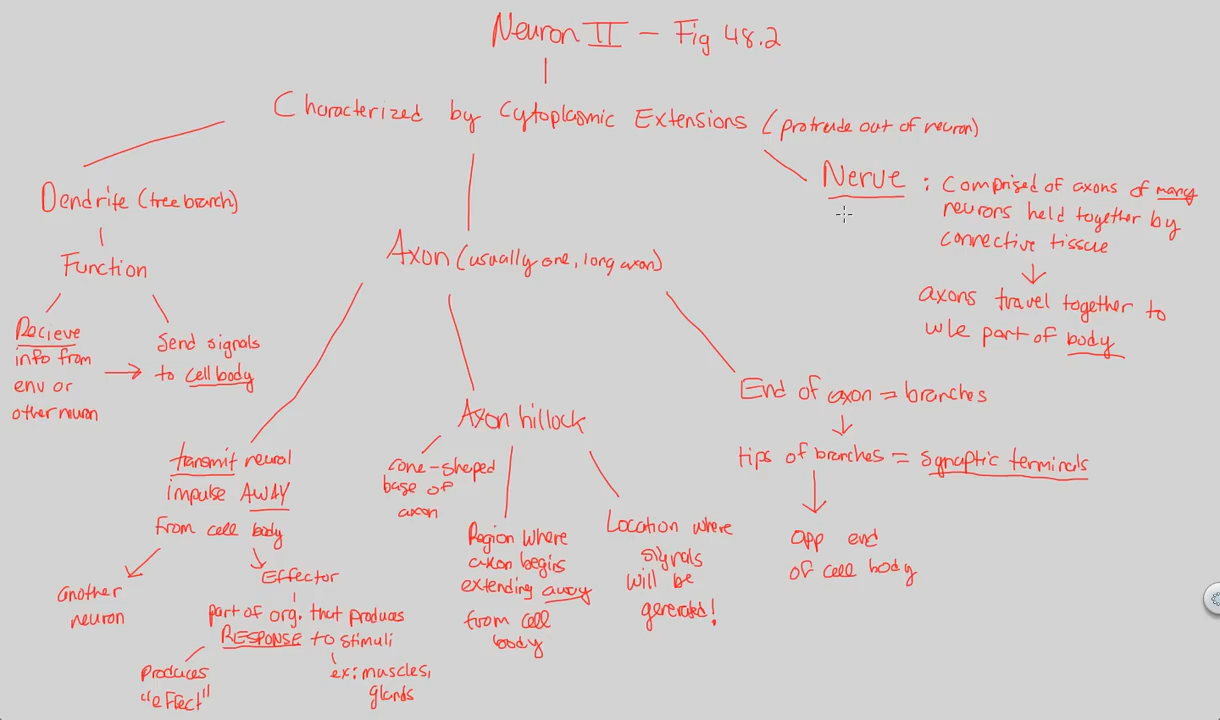 Neuron II - Fig 48.2
Characterized by Cytoplasmic Extensions (protrude out of neuron)
Dendrite (tree branch)
Function
Recieve
info from
env or
other neuron
Send signals
to cell body
Axon (usually one, long axon)
transmit neural
impulse AWAY
from cell body
another
neuron
Effector
part of org. that produces
RESPONSE to stimuli
produces
"effect"
ex: muscles,
glands
Axon hillock
cone-shaped
base of
axon
Region where
axon begins
extending away
from cell
body
Location where
signals
will be
generated!
End of axon = branches
tips of branches = synaptic terminals
opp end
of cell body
Nerve : Comprised of axons of many
neurons held together by
connective tissue
axons travel together to
wle part of body